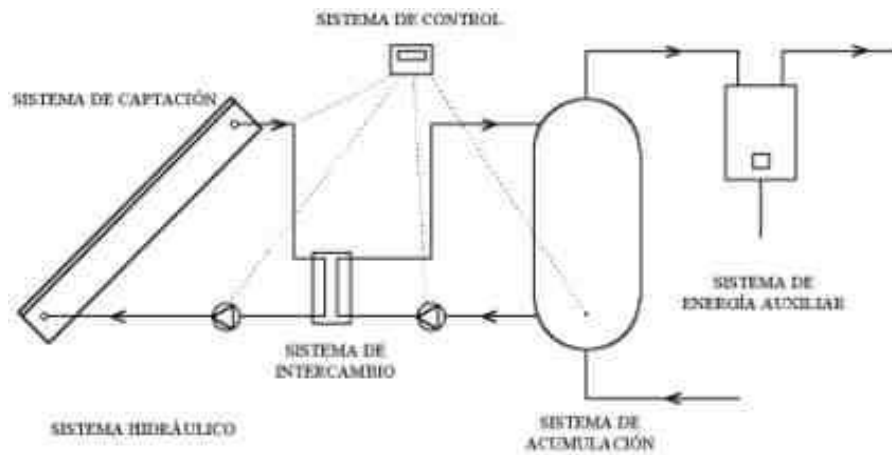 SISTEMA DE CONTROL
SISTEMA DE CAPTACIÓN
SISTEMA DE
ENERGÍA AUXILIAR
SISTEMA DE
INTERCAMBIO
SISTEMA HIDRÁULICO
SISTEMA DE
ACUMULACIÓN